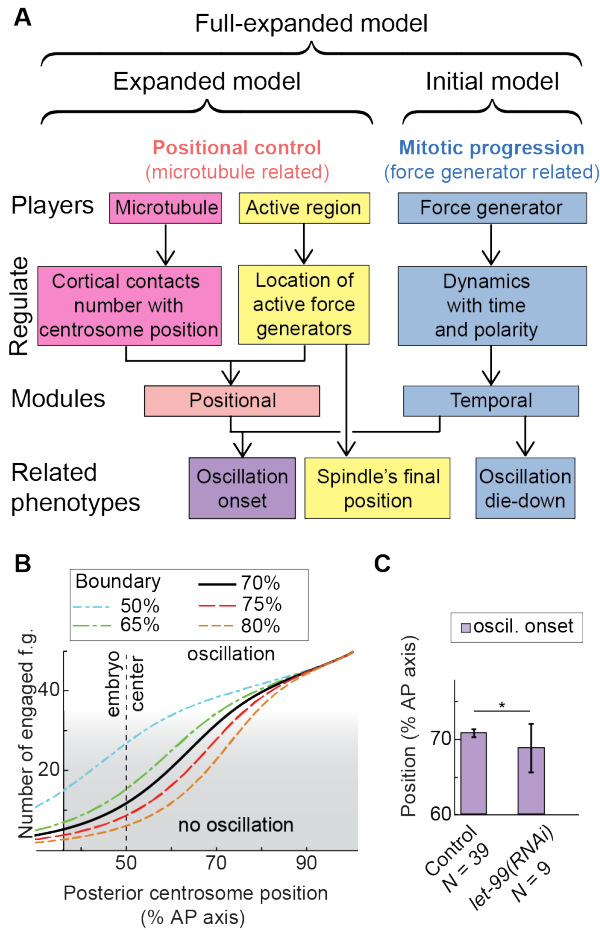 A
Full-expanded model
Expanded model
Initial model
Positional control
(microtubule related)
Mitotic progression
(force generator related)
Players
Microtubule
Active region
Force generator
Regulate
Cortical contacts
number with
centrosome position
Location of
active force
generators
Dynamics
with time
and polarity
Modules
Positional
Temporal
Related
phenotypes
Oscillation
onset
Spindle's final
position
Oscillation
die-down
B
Boundary
50%
65%
70%
75%
80%
Number of engaged f.g.
40
20
embryo
center
oscillation
no oscillation
50
70
90
Posterior centrosome position
(% AP axis)
C
oscil. onset
Position (% AP axis)
70
60
*
Control
N = 39
let-99(RNAi)
N = 9